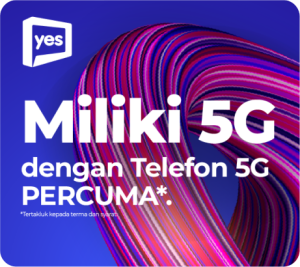 yes
Miliki 5G
dengan Telefon 5G
PERCUMA*.
*Tertakluk kepada terma dan syarat.